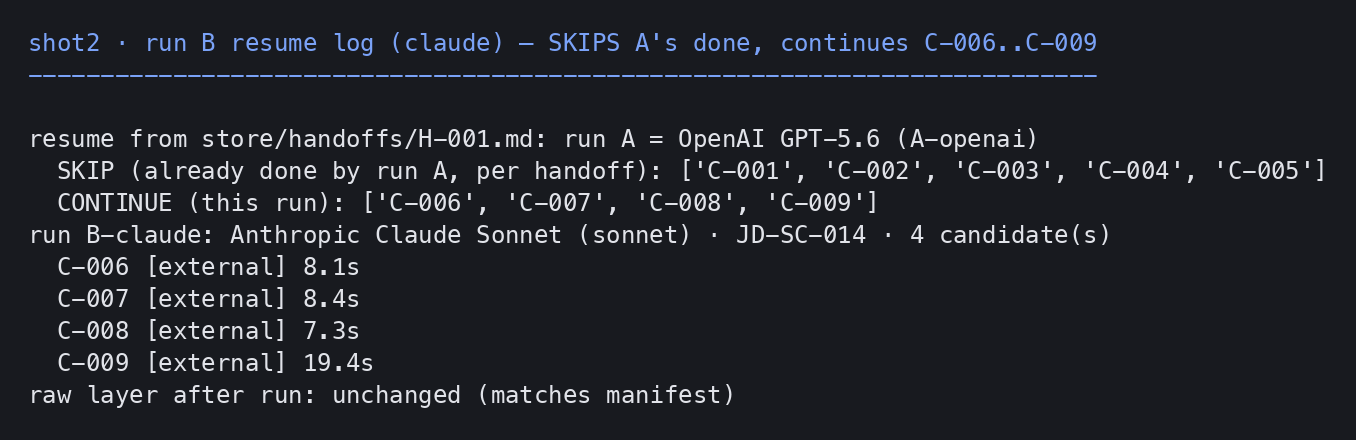 shot2 · run B resume log (claude) — SKIPS A's done, continues C-006..C-009
──────────────────────────────────────────────────────────────────────────
resume from store/handoffs/H-001.md: run A = OpenAI GPT-5.6 (A-openai)
  SKIP (already done by run A, per handoff): ['C-001', 'C-002', 'C-003', 'C-004', 'C-005']
  CONTINUE (this run): ['C-006', 'C-007', 'C-008', 'C-009']
run B-claude: Anthropic Claude Sonnet (sonnet) · JD-SC-014 · 4 candidate(s)
  C-006 [external] 8.1s
  C-007 [external] 8.4s
  C-008 [external] 7.3s
  C-009 [external] 19.4s
raw layer after run: unchanged (matches manifest)